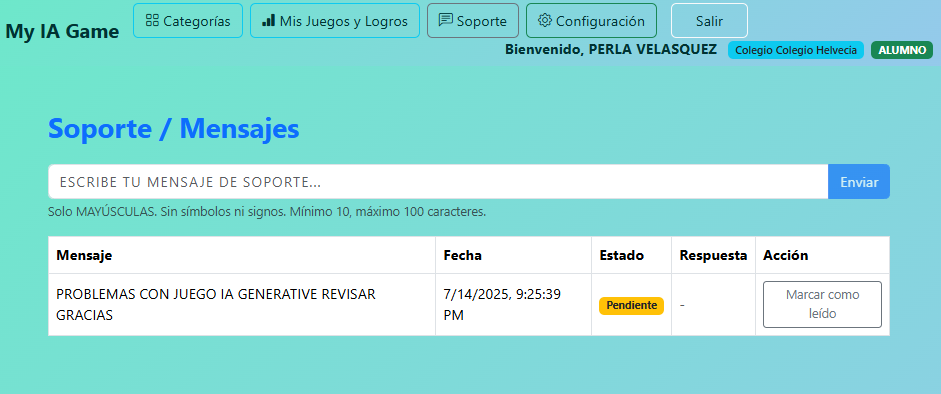 My IA Game
Categorías
Mis Juegos y Logros
Soporte
Configuración
Salir
Bienvenido, PERLA VELASQUEZ
Colegio Colegio Helvecia
ALUMNO
Soporte / Mensajes
ESCRIBE TU MENSAJE DE SOPORTE...
Enviar
Solo MAYÚSCULAS. Sin símbolos ni signos. Mínimo 10, máximo 100 caracteres.
Mensaje Fecha Estado Respuesta Acción
PROBLEMAS CON JUEGO IA GENERATIVE REVISAR
GRACIAS
7/14/2025, 9:25:39
PM
Pendiente
-
Marcar como
leído